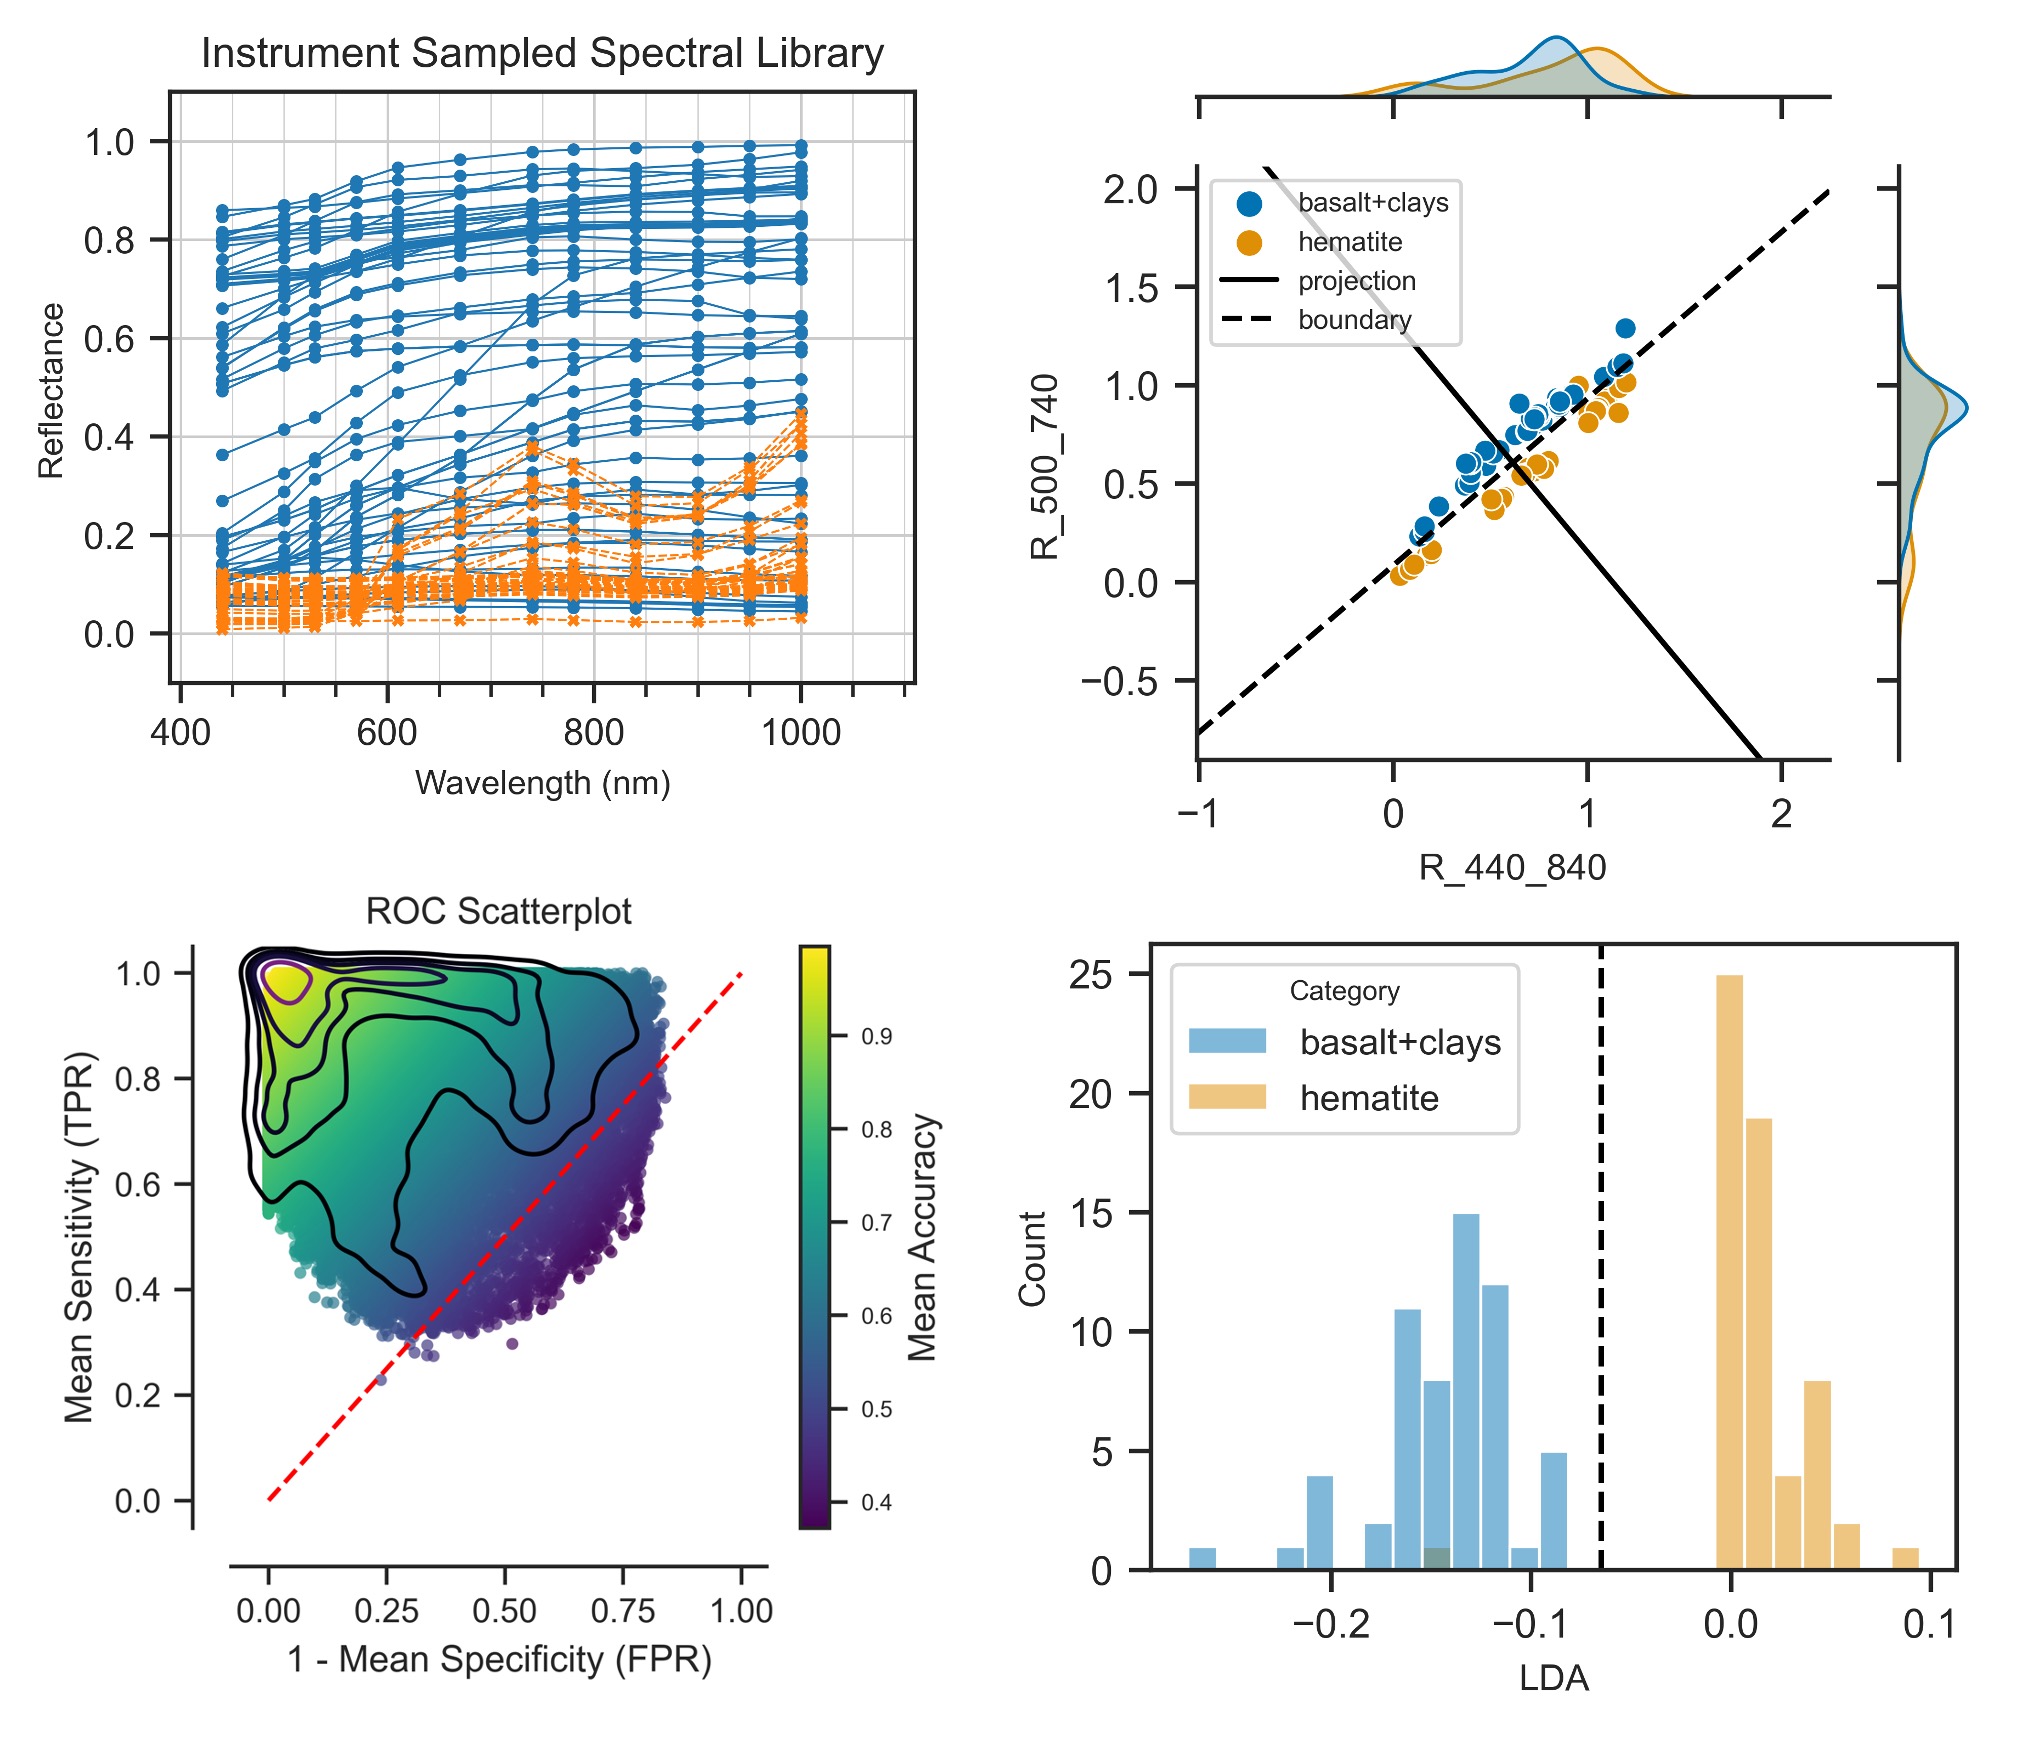 Instrument Sampled Spectral Library
1.0
0.8
0.6
0.4
0.2
0.0
Reflectance
400 600 800 1000
Wavelength (nm)
basalt+clays
hematite
projection
boundary
2.0
1.5
1.0
0.5
0.0
−0.5
R_500_740
−1 0 1 2
R_440_840
ROC Scatterplot
1.0
0.8
0.6
0.4
0.2
0.0
Mean Sensitivity (TPR)
0.00 0.25 0.50 0.75 1.00
1 - Mean Specificity (FPR)
0.9
0.8
0.7
0.6
0.5
0.4
Mean Accuracy
Category
basalt+clays
hematite
25
20
15
10
5
0
Count
−0.2 −0.1 0.0 0.1
LDA